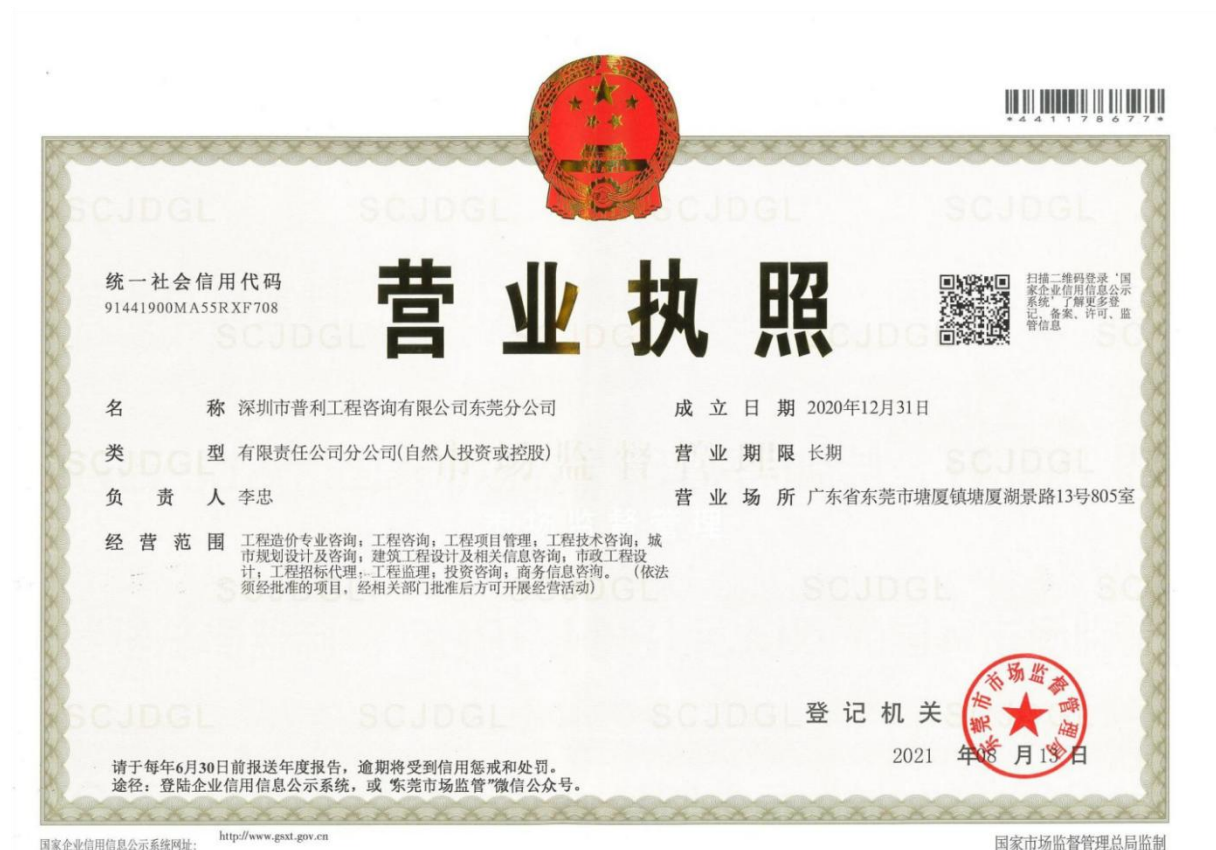 *441178677*
统一社会信用代码
91441900MA55RXF708
营业执照
扫描二维码登录‘国
家企业信用信息公示
系统’了解更多登
记、备案、许可、监
管信息
名 称 深圳市普利工程咨询有限公司东莞分公司
成立日期 2020年12月31日
类 型 有限责任公司分公司(自然人投资或控股)
营业期限 长期
负责人 李忠
营业场所 广东省东莞市塘厦镇塘厦湖景路13号805室
经营范围 工程造价专业咨询；工程咨询；工程项目管理；工程技术咨询；城
市规划设计及咨询；建筑工程设计及相关信息咨询；市政工程设
计；工程招标代理；工程监理；投资咨询；商务信息咨询。（依法
须经批准的项目，经相关部门批准后方可开展经营活动）
登记机关
东莞市市场监督管理局
2021 年08 月13日
请于每年6月30日前报送年度报告，逾期将受到信用惩戒和处罚。
途径：登陆企业信用信息公示系统，或“东莞市场监管”微信公众号。
国家企业信用信息公示系统网址： http://www.gsxt.gov.cn
国家市场监督管理总局监制